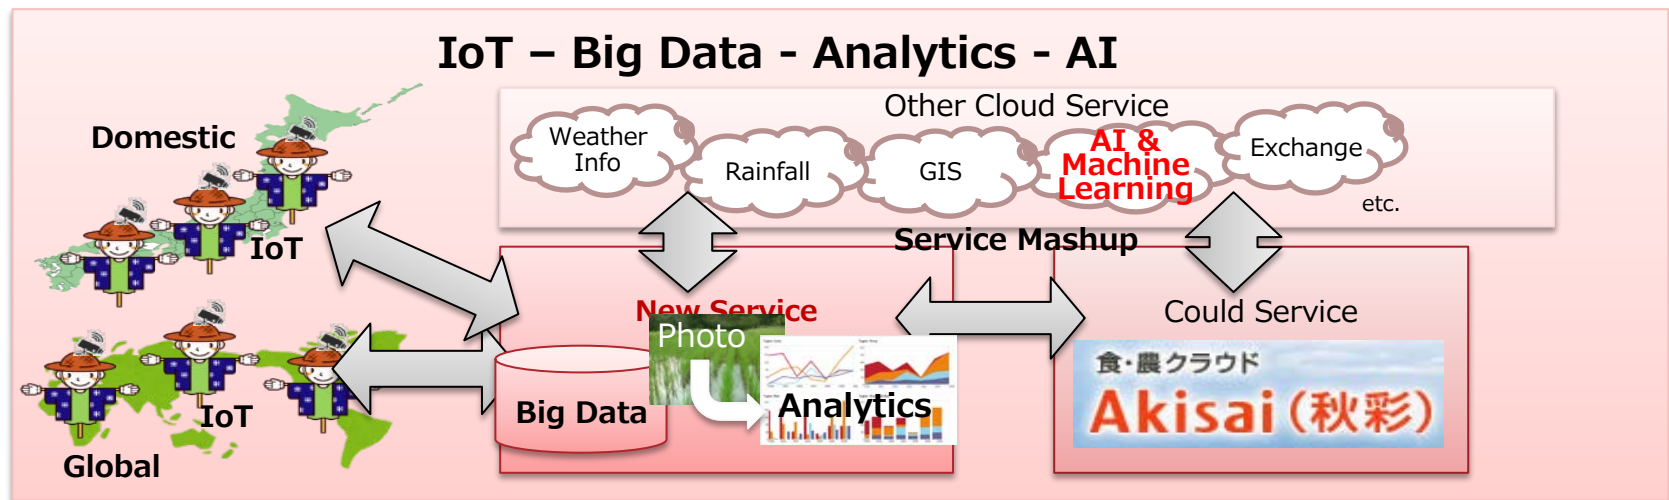 IoT – Big Data - Analytics - AI
Other Cloud Service
Weather
Info
Rainfall
GIS
AI &
Machine
Learning
Exchange
etc.
Domestic
IoT
Service Mashup
New Service
Photo
Big Data
Analytics
Could Service
食・農クラウド
Akisai(秋彩)
IoT
Global